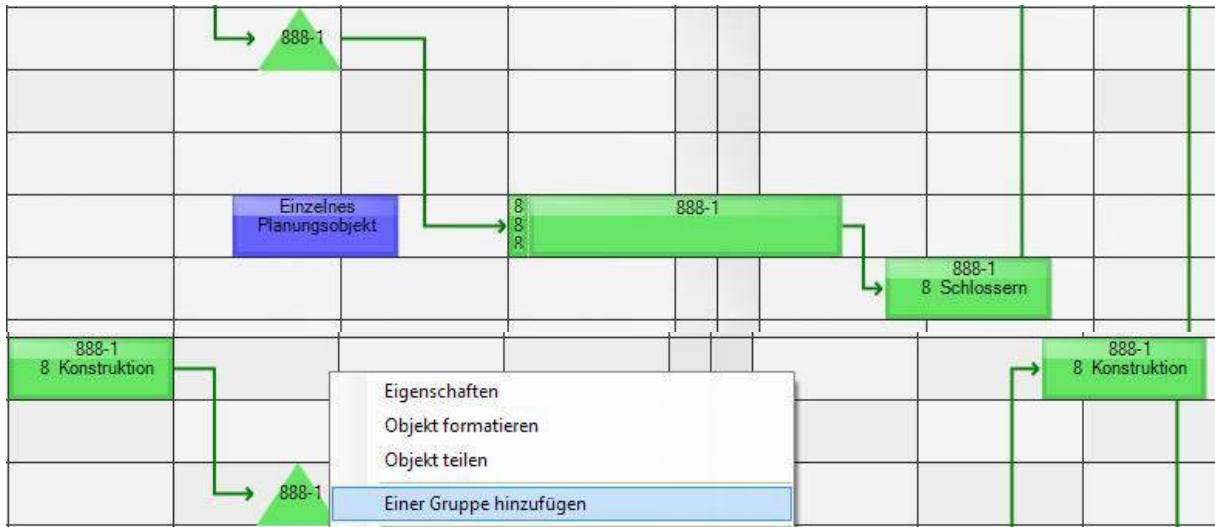 888-1
Einzelnes
Planungsobjekt
8
8
8
888-1
888-1
8 Schlossern
888-1
8 Konstruktion
888-1
8 Konstruktion
Eigenschaften
Objekt formatieren
Objekt teilen
888-1
Einer Gruppe hinzufügen